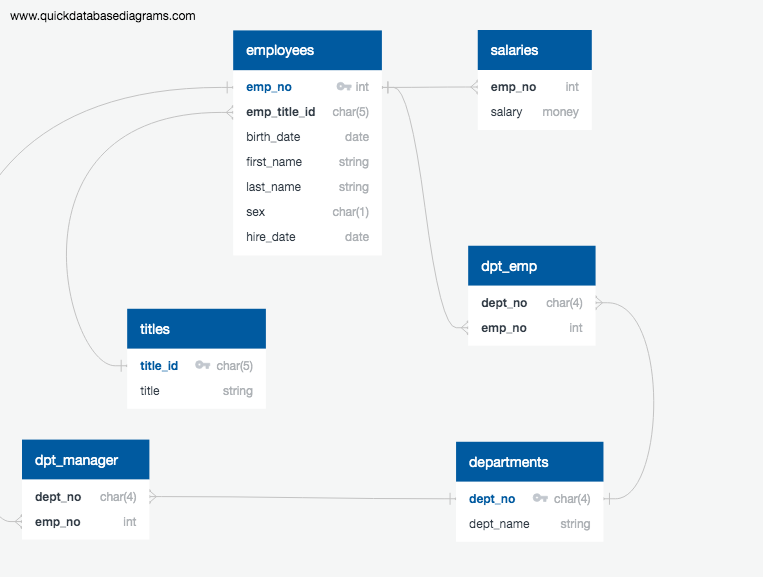 www.quickdatabasediagrams.com
employees
emp_no int
emp_title_id char(5)
birth_date date
first_name string
last_name string
sex char(1)
hire_date date
salaries
emp_no int
salary money
dpt_emp
dept_no char(4)
emp_no int
titles
title_id char(5)
title string
dpt_manager
dept_no char(4)
emp_no int
departments
dept_no char(4)
dept_name string